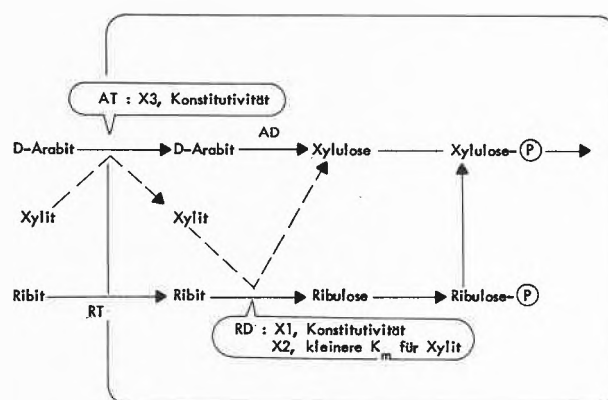 AT : X3, Konstitutivität
AD
D-Arabit D-Arabit Xylulose Xylulose-P
Xylit Xylit
Ribit Ribit Ribulose Ribulose-P
RT
RD : X1, Konstitutivität
X2, kleinere Km für Xylit